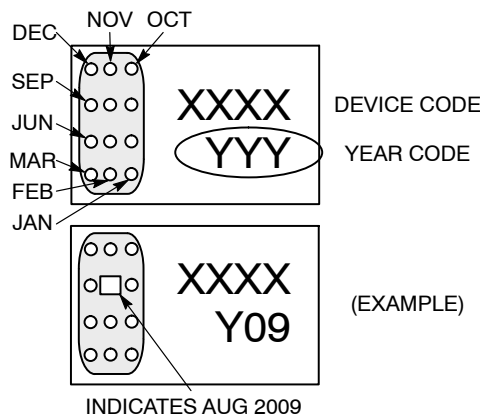 NOV OCT
DEC
SEP
XXXX DEVICE CODE
JUN
YYY YEAR CODE
MAR
FEB
JAN
XXXX
(EXAMPLE)
Y09
INDICATES AUG 2009